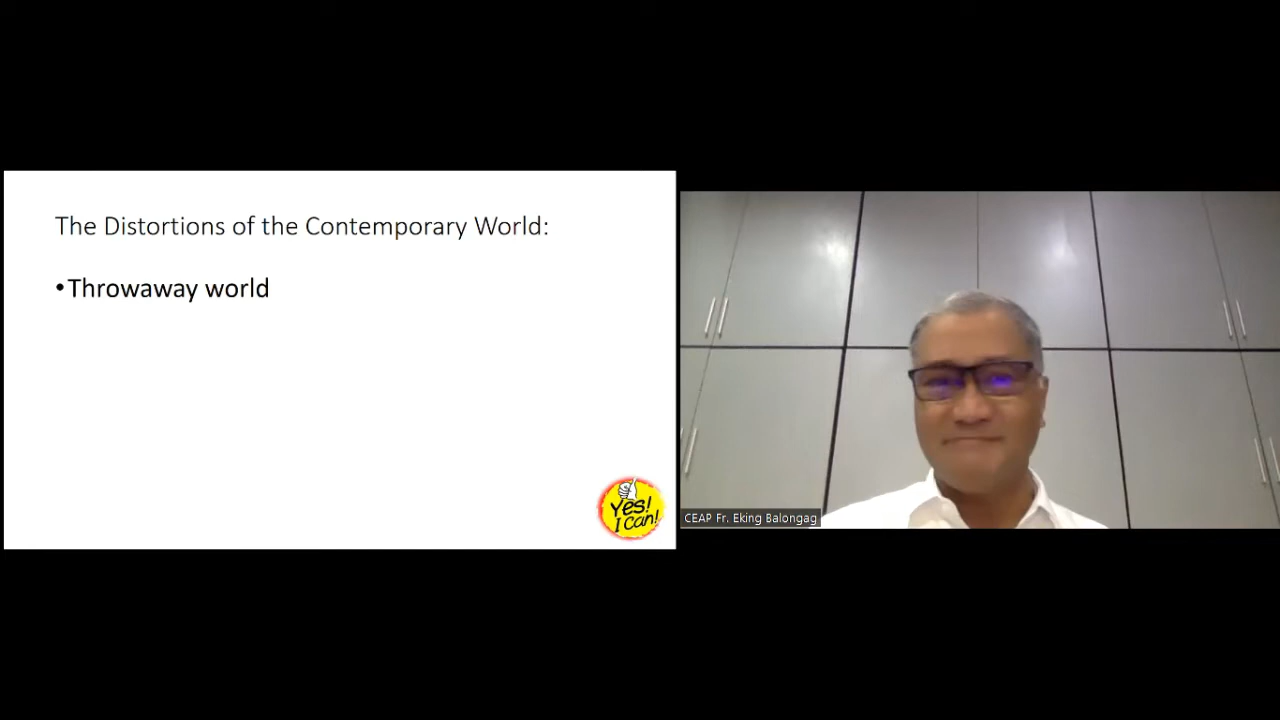 The Distortions of the Contemporary World:
•Throwaway world
Yes!
I can!
CEAP Fr. Eking Balongag